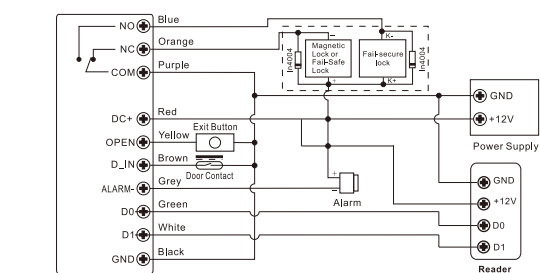 NO Blue
NC Orange
COM Purple
DC+ Red
OPEN Yellow Exit Button
D_IN Brown
Door Contact
ALARM- Grey
D0 Green
D1 White
GND Black
In4004
−
Magnetic
Lock or
Fail-Safe
Lock
+
K-
Fail-secure
lock
K+
In4004
+
−
Alarm
GND
+12V
Power Supply
GND
+12V
D0
D1
Reader